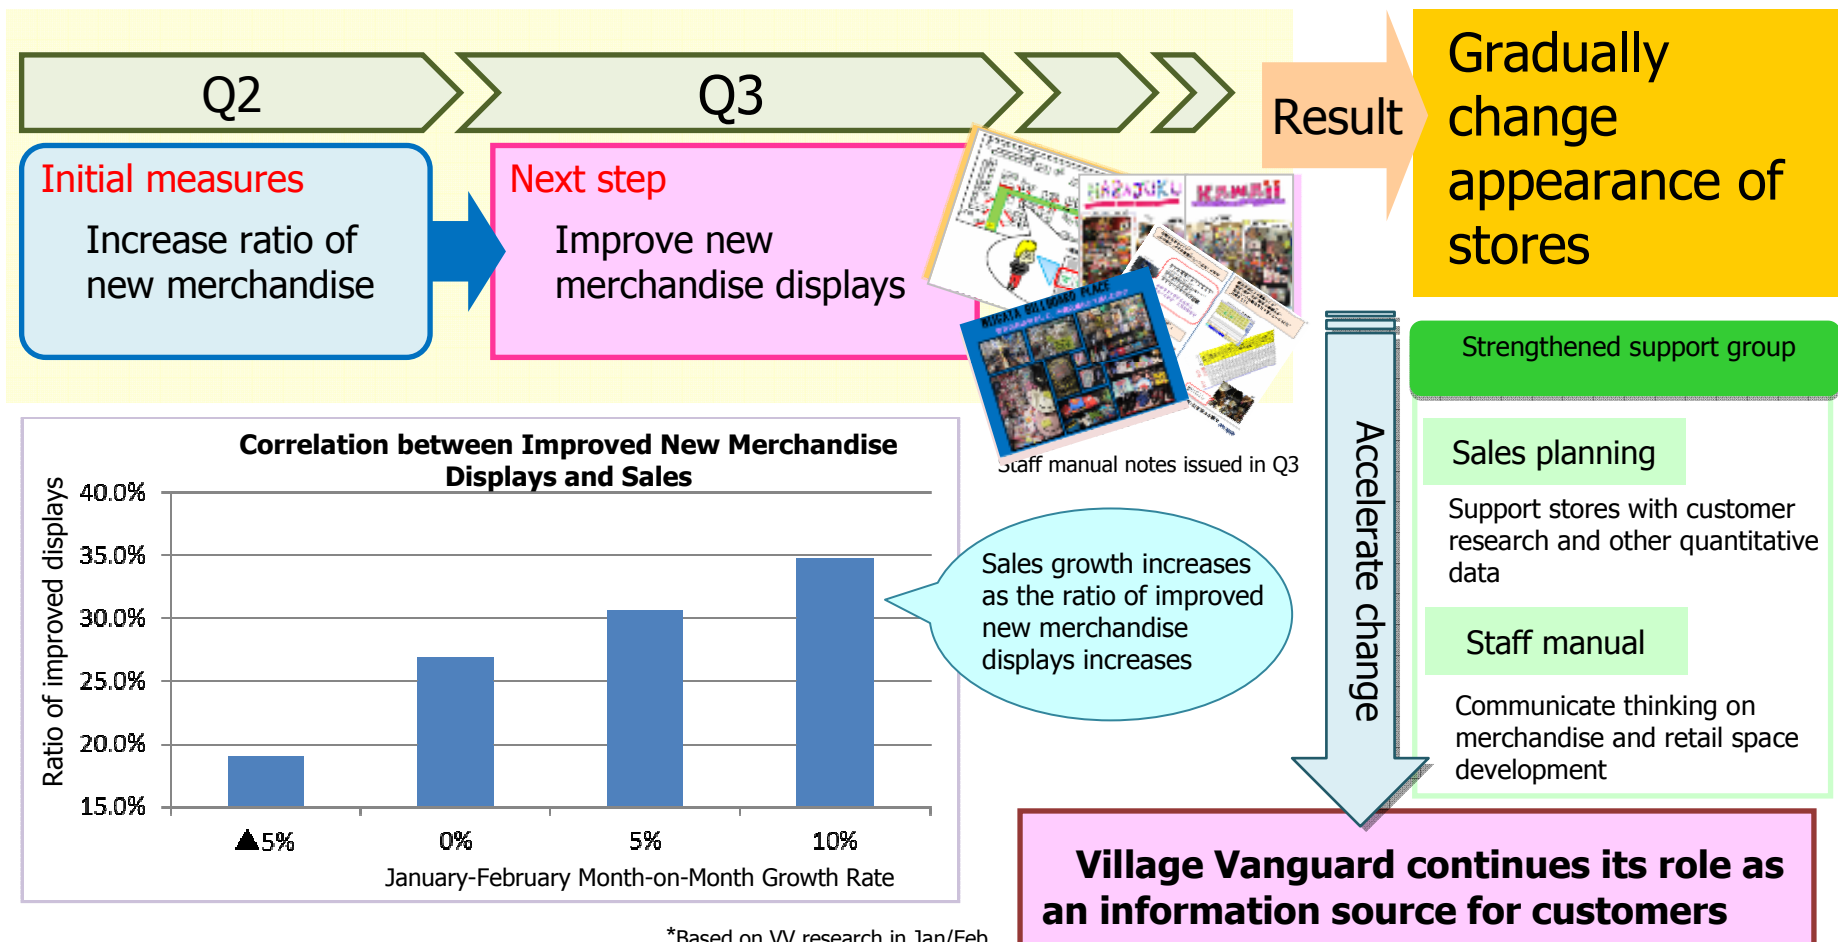 Q2
Q3
Result
Gradually
change
appearance of
stores
Initial measures
Increase ratio of
new merchandise
Next step
Improve new
merchandise displays
HARAJUKU
KAWAII
NIIGATA BILLBOARD PLACE
Staff manual notes issued in Q3
Strengthened support group
Sales planning
Support stores with customer
research and other quantitative
data
Staff manual
Communicate thinking on
merchandise and retail space
development
Accelerate change
Correlation between Improved New Merchandise
Displays and Sales
Ratio of improved displays
40.0%
35.0%
30.0%
25.0%
20.0%
15.0%
▲5%
0%
5%
10%
January-February Month-on-Month Growth Rate
Sales growth increases
as the ratio of improved
new merchandise
displays increases
*Based on VV research in Jan/Feb
Village Vanguard continues its role as
an information source for customers